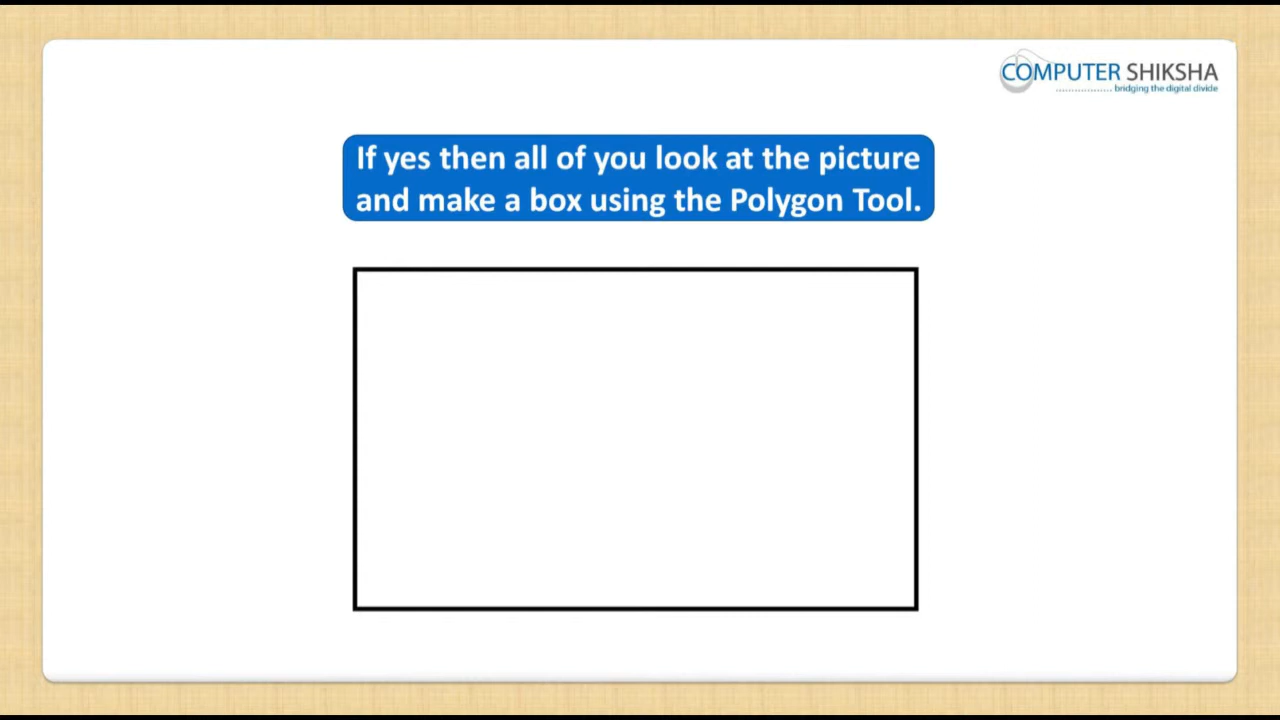 COMPUTER SHIKSHA
bridging the digital divide
If yes then all of you look at the picture
and make a box using the Polygon Tool.